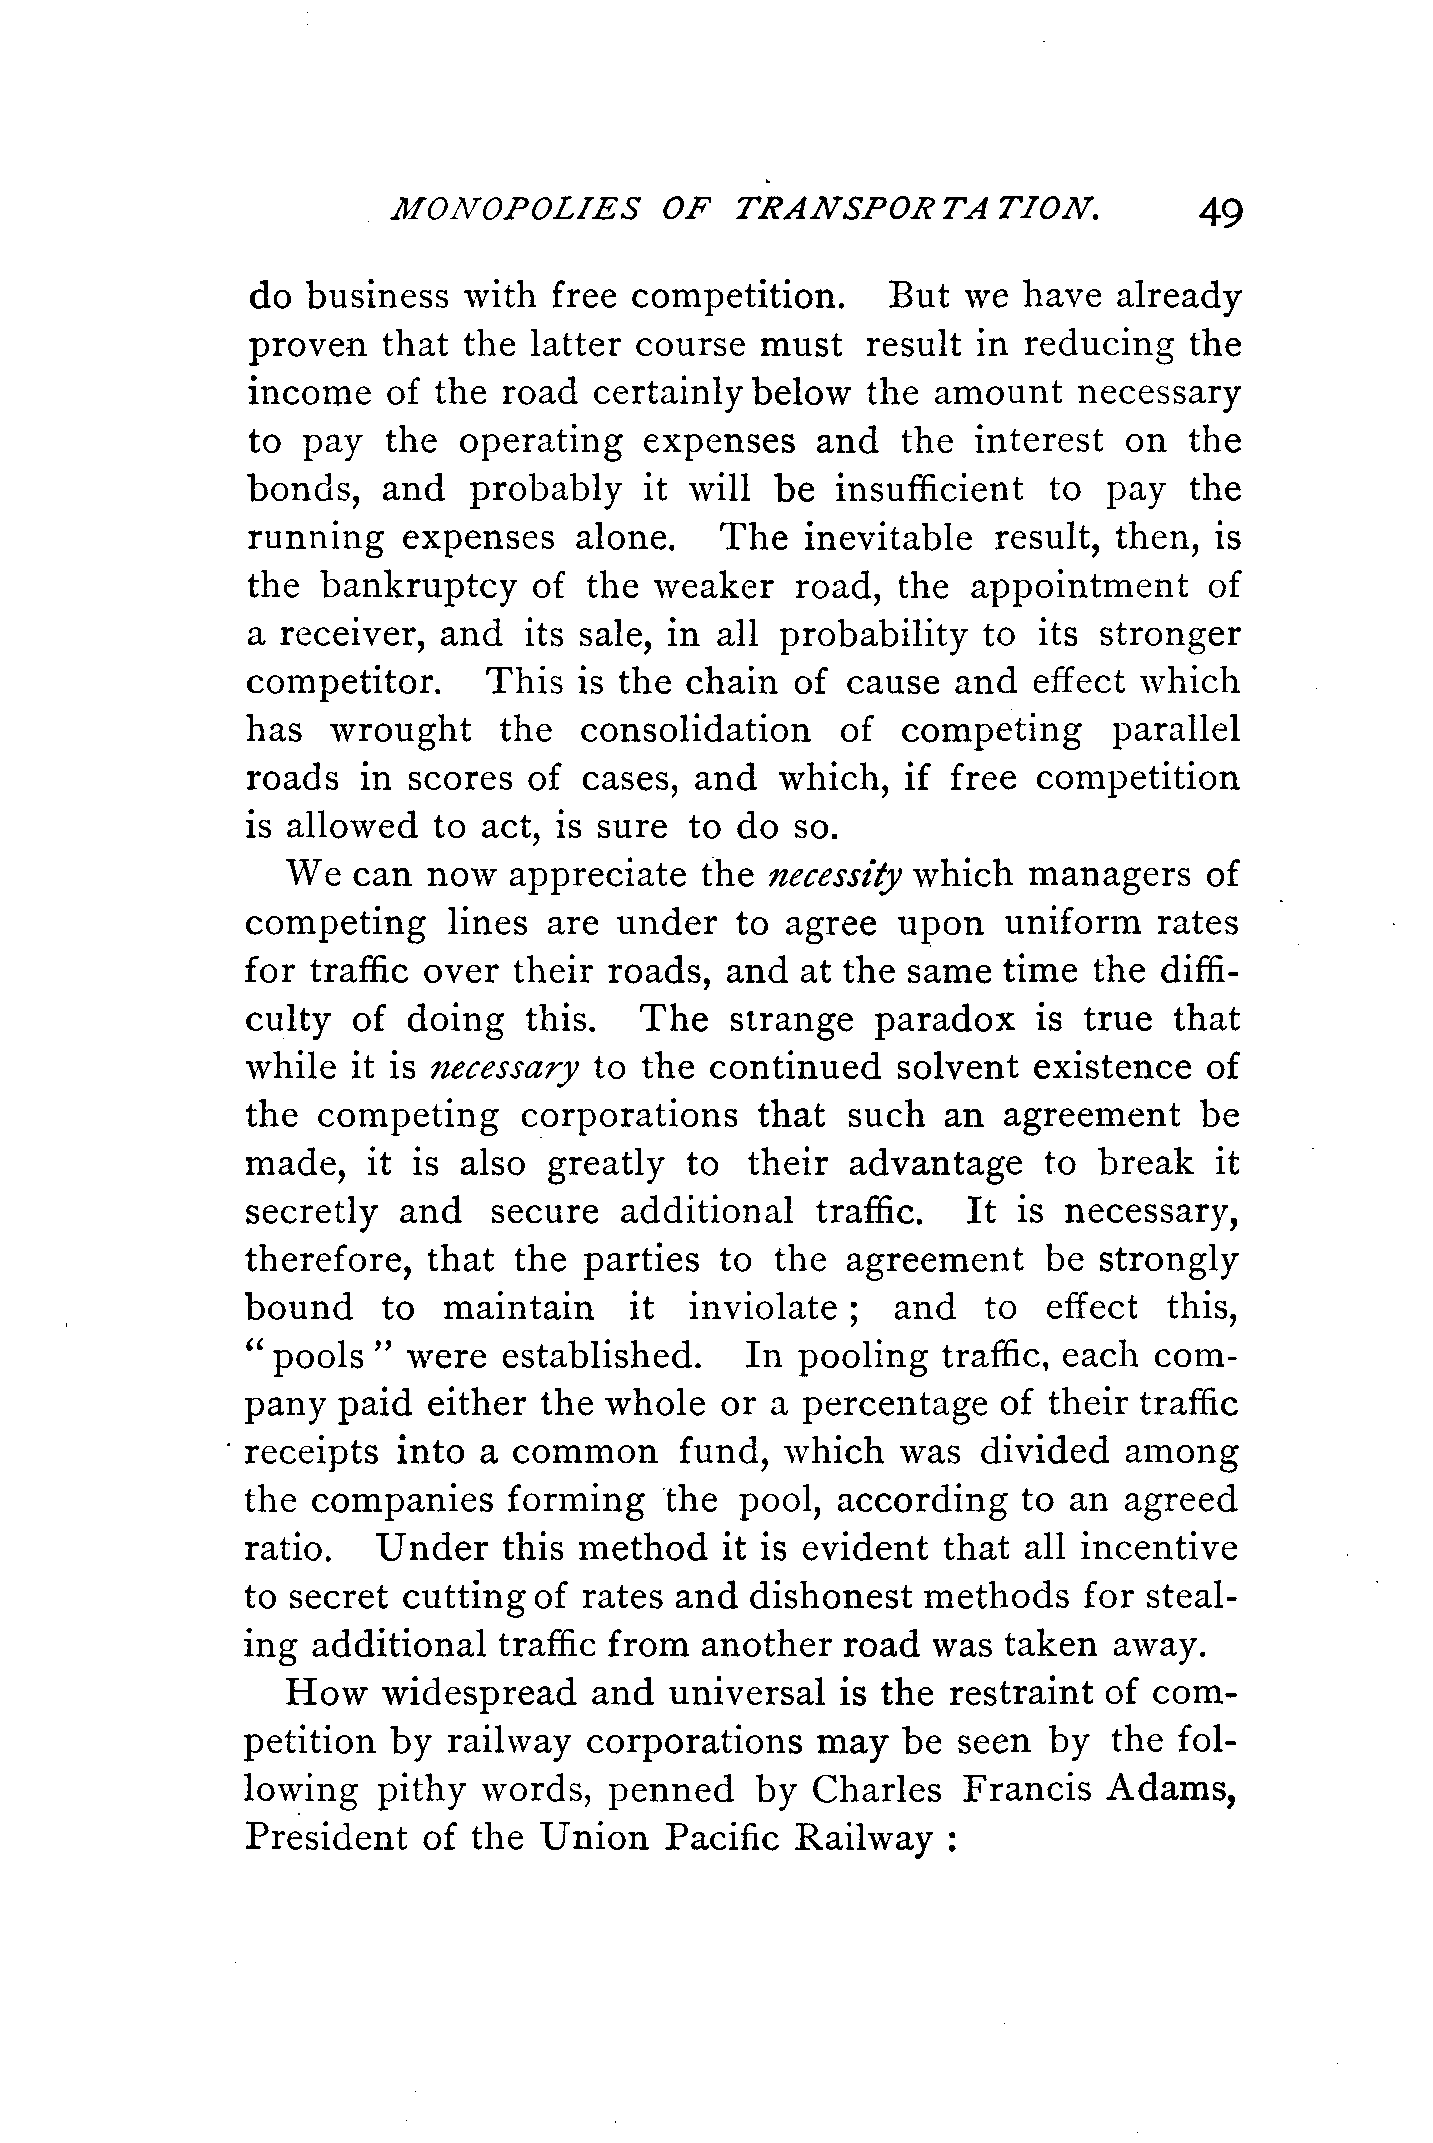 MONOPOLIES OF TRANSPORTATION. 49
do business with free competition. But we have already
proven that the latter course must result in reducing the
income of the road certainly below the amount necessary
to pay the operating expenses and the interest on the
bonds, and probably it will be insufficient to pay the
running expenses alone. The inevitable result, then, is
the bankruptcy of the weaker road, the appointment of
a receiver, and its sale, in all probability to its stronger
competitor. This is the chain of cause and effect which
has wrought the consolidation of competing parallel
roads in scores of cases, and which, if free competition
is allowed to act, is sure to do so.
We can now appreciate the necessity which managers of
competing lines are under to agree upon uniform rates
for traffic over their roads, and at the same time the diffi-
culty of doing this. The strange paradox is true that
while it is necessary to the continued solvent existence of
the competing corporations that such an agreement be
made, it is also greatly to their advantage to break it
secretly and secure additional traffic. It is necessary,
therefore, that the parties to the agreement be strongly
bound to maintain it inviolate ; and to effect this,
“ pools ” were established. In pooling traffic, each com-
pany paid either the whole or a percentage of their traffic
receipts into a common fund, which was divided among
the companies forming the pool, according to an agreed
ratio. Under this method it is evident that all incentive
to secret cutting of rates and dishonest methods for steal-
ing additional traffic from another road was taken away.
How widespread and universal is the restraint of com-
petition by railway corporations may be seen by the fol-
lowing pithy words, penned by Charles Francis Adams,
President of the Union Pacific Railway :